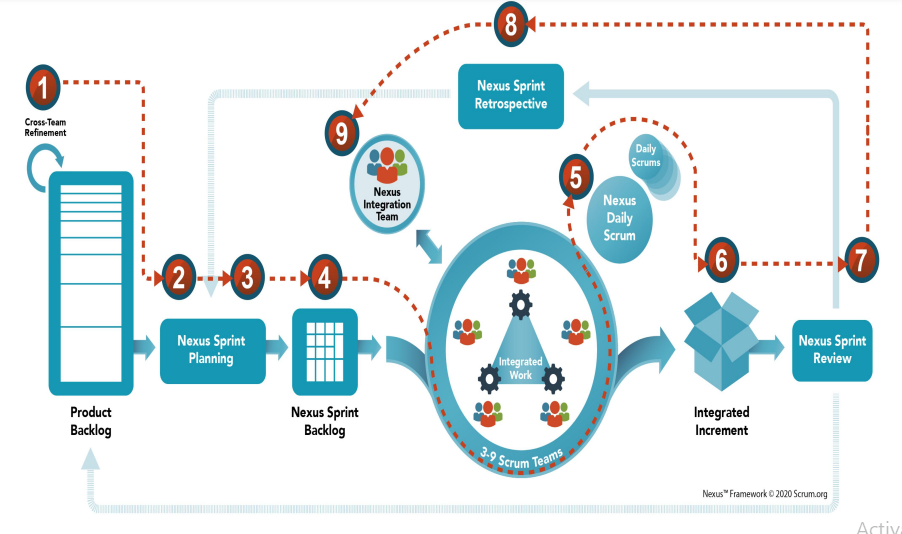 8
1
Cross-Team
Refinement
Nexus Sprint
Retrospective
9
Nexus
Integration
Team
5
Daily
Scrums
Nexus
Daily
Scrum
2
3
4
6
7
Nexus Sprint
Planning
Integrated
Work
Nexus Sprint
Review
Product
Backlog
Nexus Sprint
Backlog
3-9 Scrum Teams
Integrated
Increment
Nexus™ Framework © 2020 Scrum.org
Activa